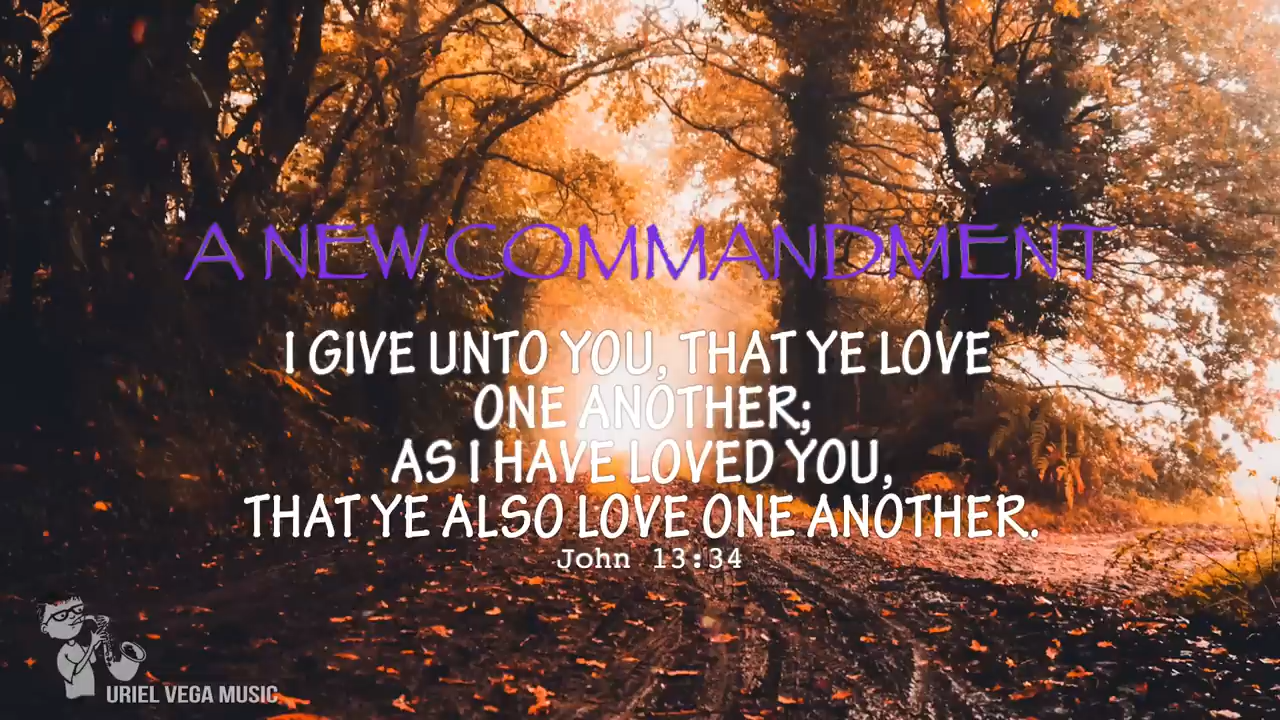 A NEW COMMANDMENT
I GIVE UNTO YOU, THAT YE LOVE
ONE ANOTHER;
AS I HAVE LOVED YOU,
THAT YE ALSO LOVE ONE ANOTHER.
John 13:34
URIEL VEGA MUSIC